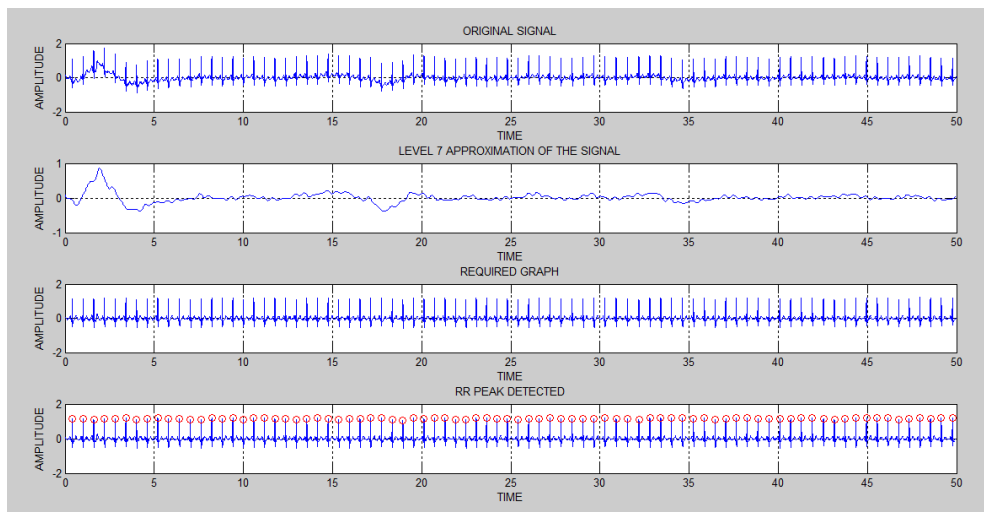 ORIGINAL SIGNAL
AMPLITUDE
2
0
-2
0 5 10 15 20 25 30 35 40 45 50
TIME
LEVEL 7 APPROXIMATION OF THE SIGNAL
AMPLITUDE
1
0
-1
0 5 10 15 20 25 30 35 40 45 50
TIME
REQUIRED GRAPH
AMPLITUDE
2
0
-2
0 5 10 15 20 25 30 35 40 45 50
TIME
RR PEAK DETECTED
AMPLITUDE
2
0
-2
0 5 10 15 20 25 30 35 40 45 50
TIME